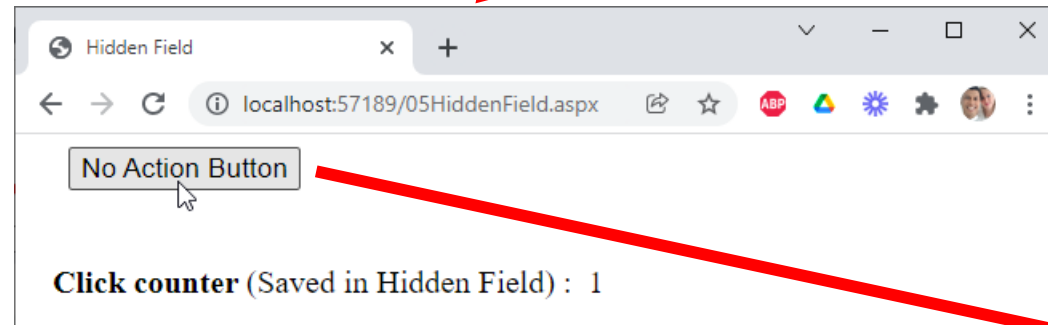 Hidden Field
localhost:57189/05HiddenField.aspx
ABP
No Action Button
Click counter (Saved in Hidden Field) : 1